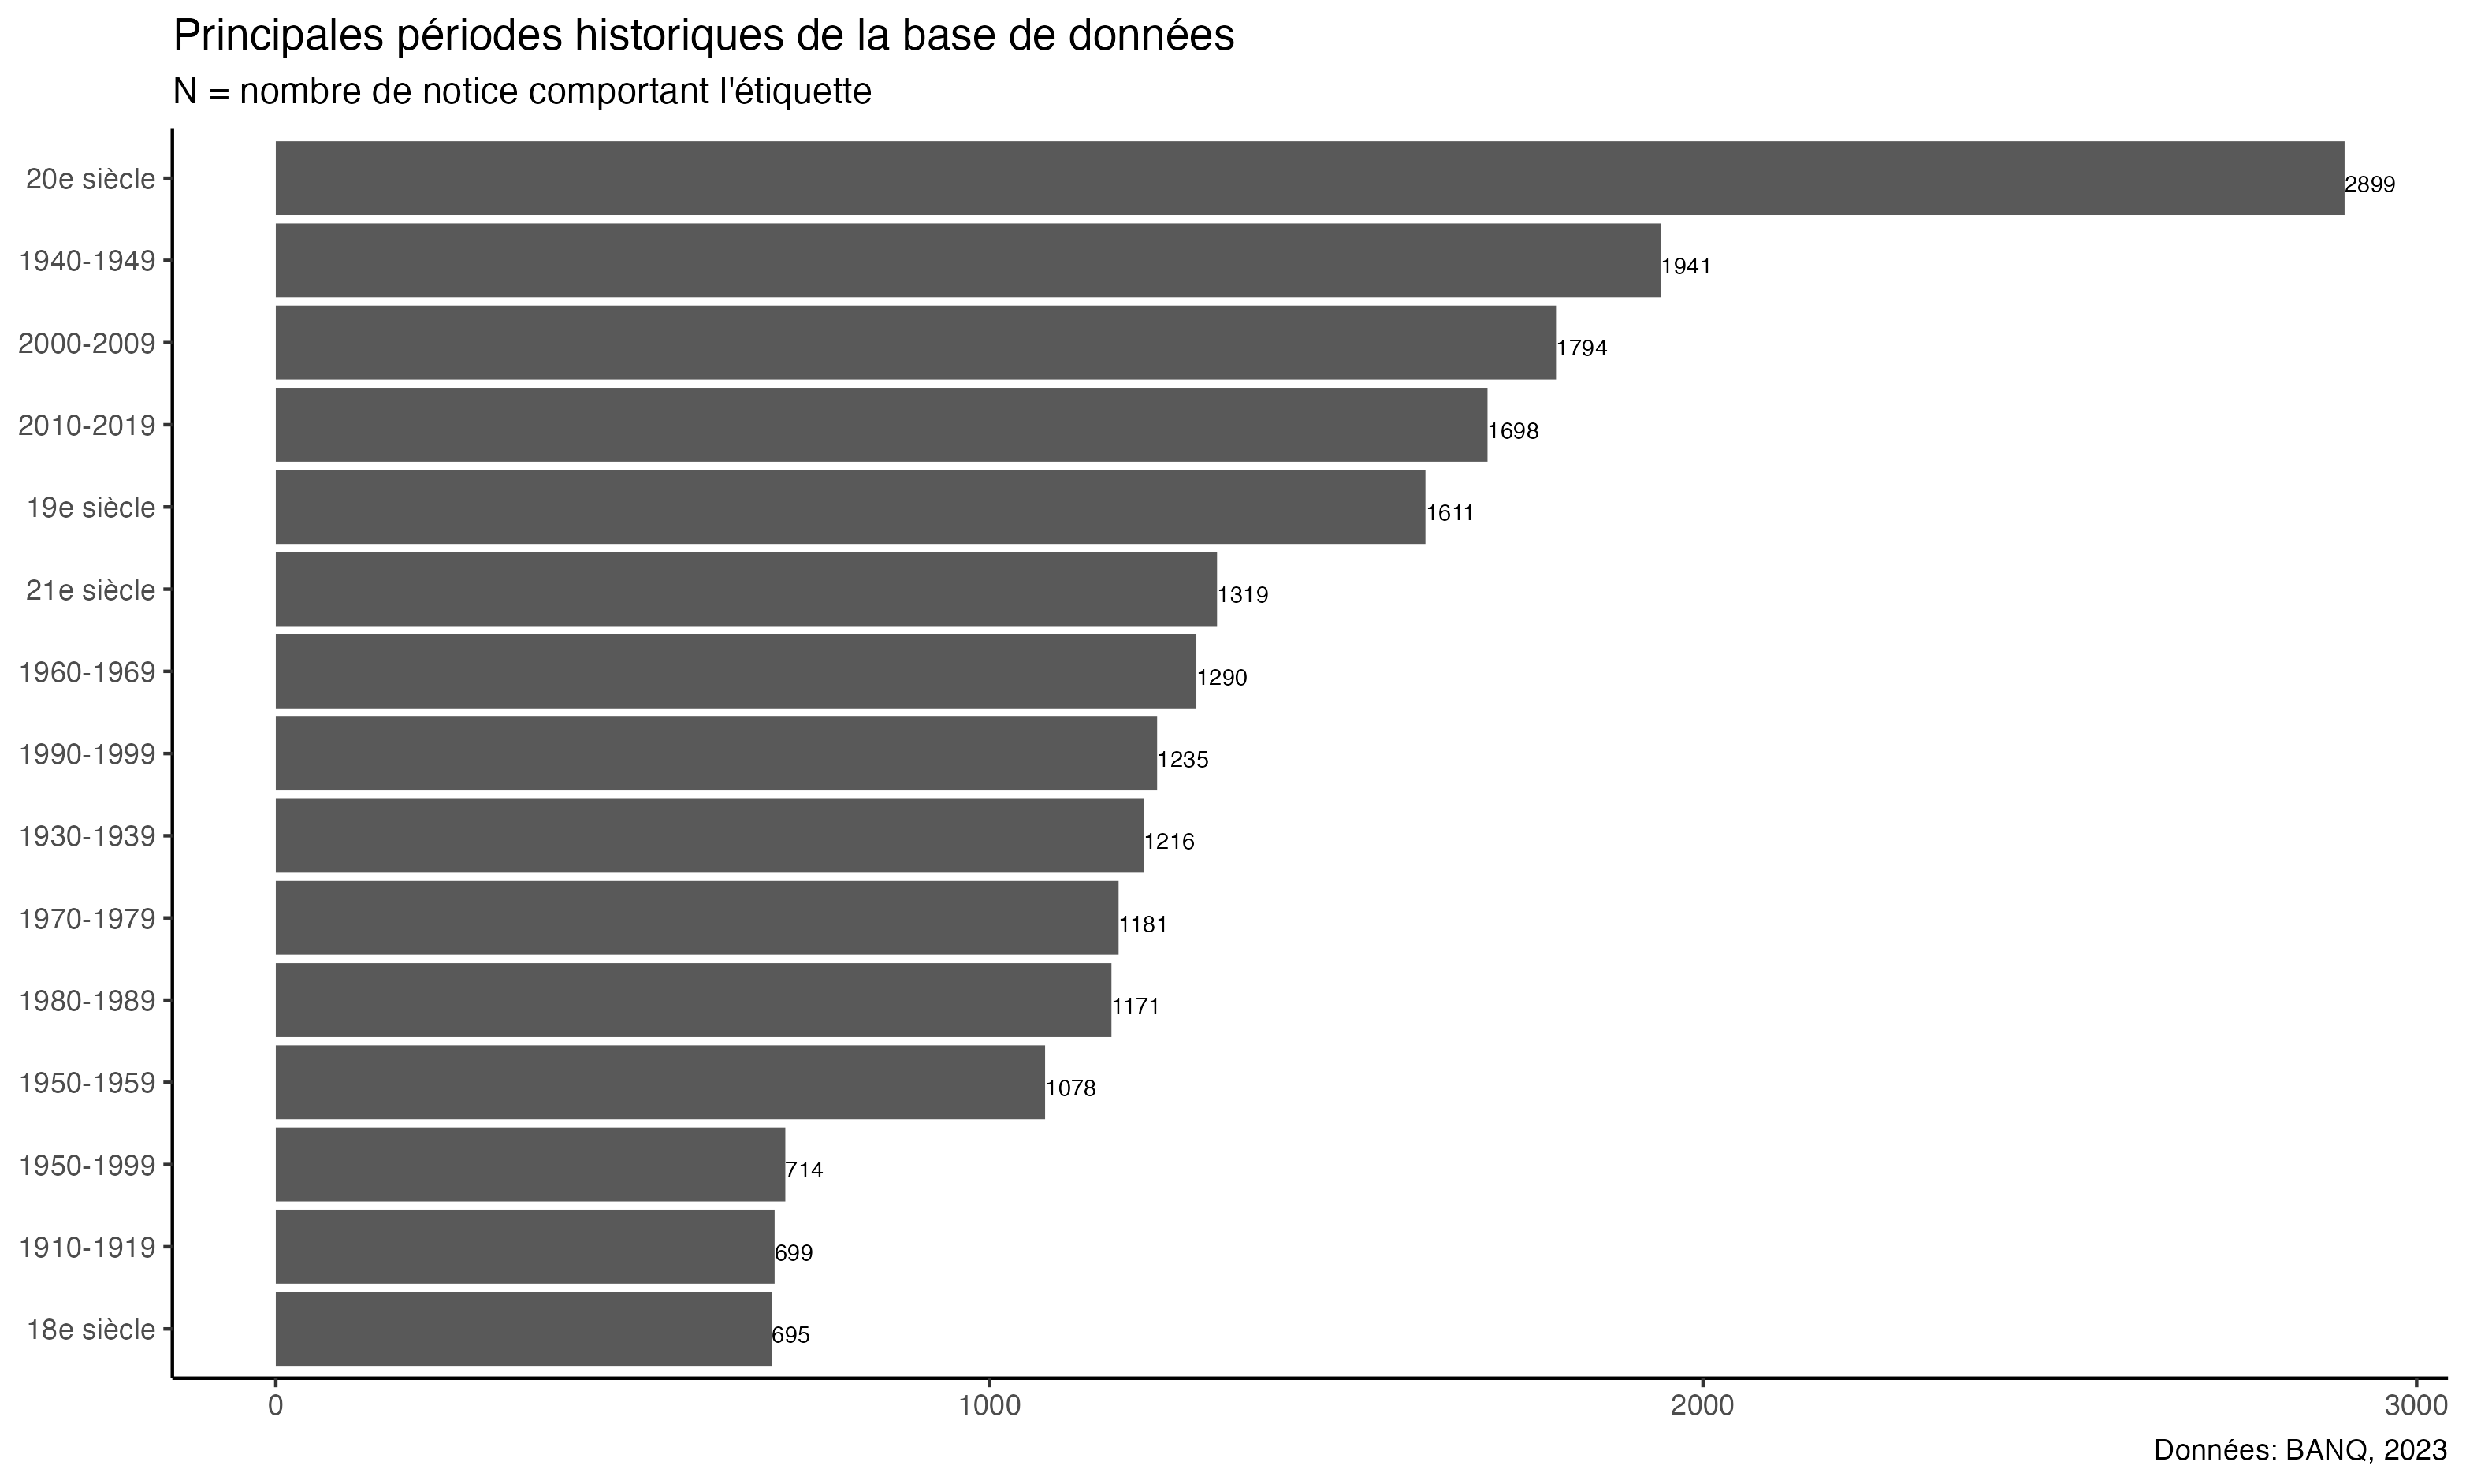 Principales périodes historiques de la base de données
N = nombre de notice comportant l'étiquette
20e siècle 2899
1940-1949 1941
2000-2009 1794
2010-2019 1698
19e siècle 1611
21e siècle 1319
1960-1969 1290
1990-1999 1235
1930-1939 1216
1970-1979 1181
1980-1989 1171
1950-1959 1078
1950-1999 714
1910-1919 699
18e siècle 695
0 1000 2000 3000
Données: BANQ, 2023